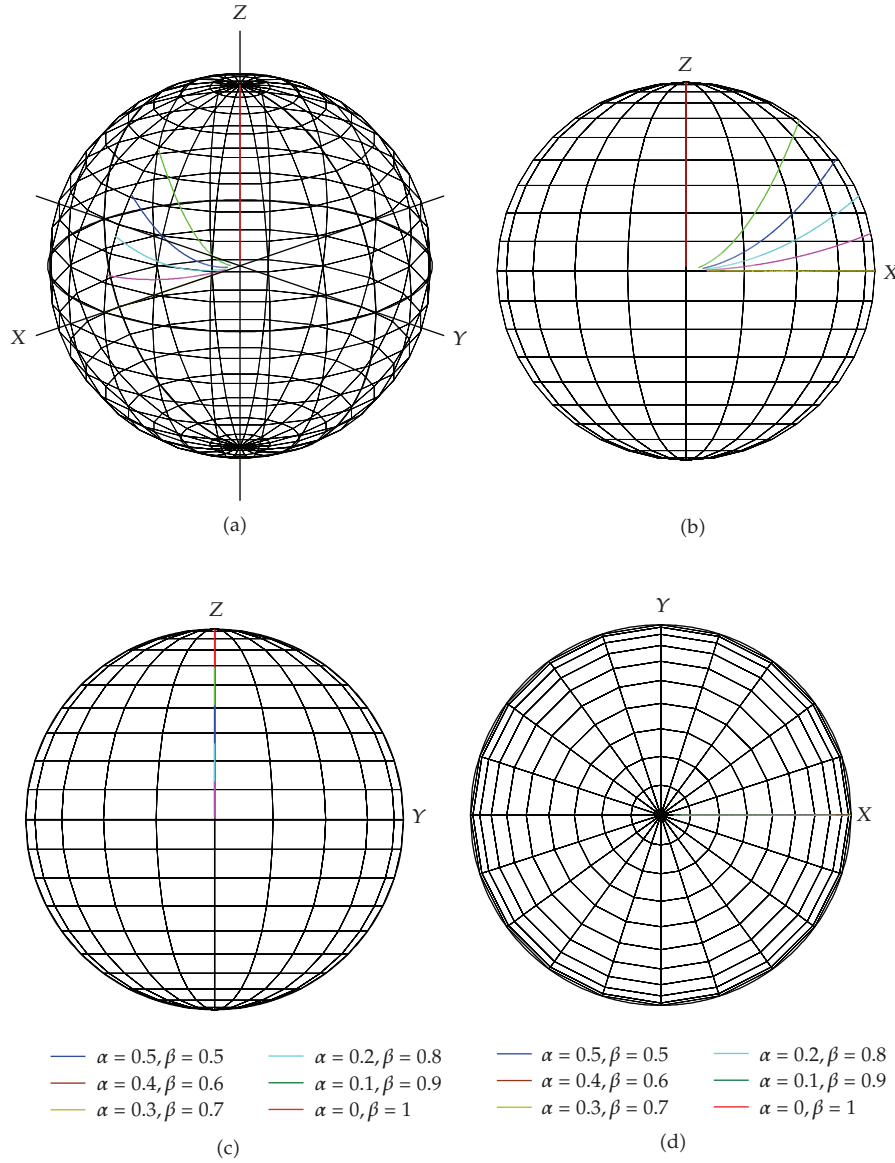 Z
X
Y
(a)
Z
X
(b)
Z
Y
Y
X
α = 0.5, β = 0.5
α = 0.4, β = 0.6
α = 0.3, β = 0.7
α = 0.2, β = 0.8
α = 0.1, β = 0.9
α = 0, β = 1
(c)
α = 0.5, β = 0.5
α = 0.4, β = 0.6
α = 0.3, β = 0.7
α = 0.2, β = 0.8
α = 0.1, β = 0.9
α = 0, β = 1
(d)